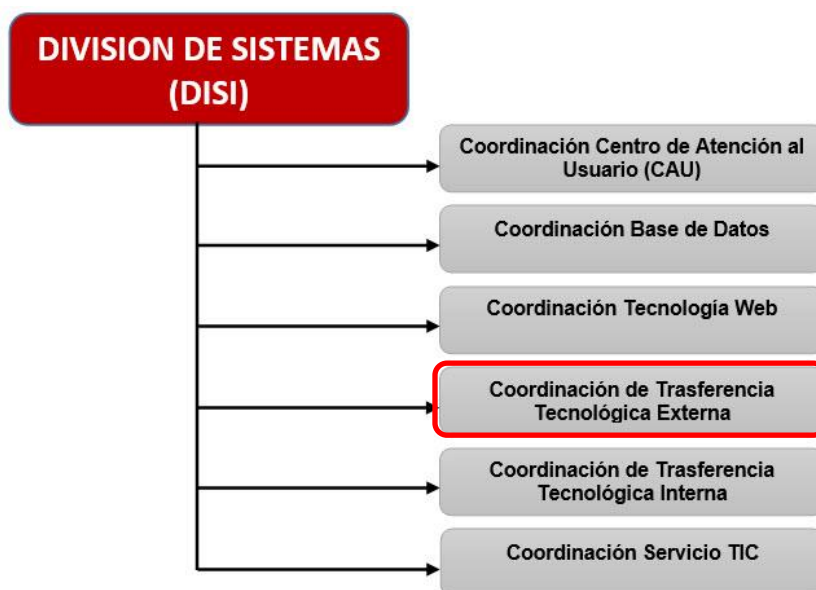 DIVISION DE SISTEMAS
(DISI)
Coordinación Centro de Atención al
Usuario (CAU)
Coordinación Base de Datos
Coordinación Tecnología Web
Coordinación de Trasferencia
Tecnológica Externa
Coordinación de Trasferencia
Tecnológica Interna
Coordinación Servicio TIC